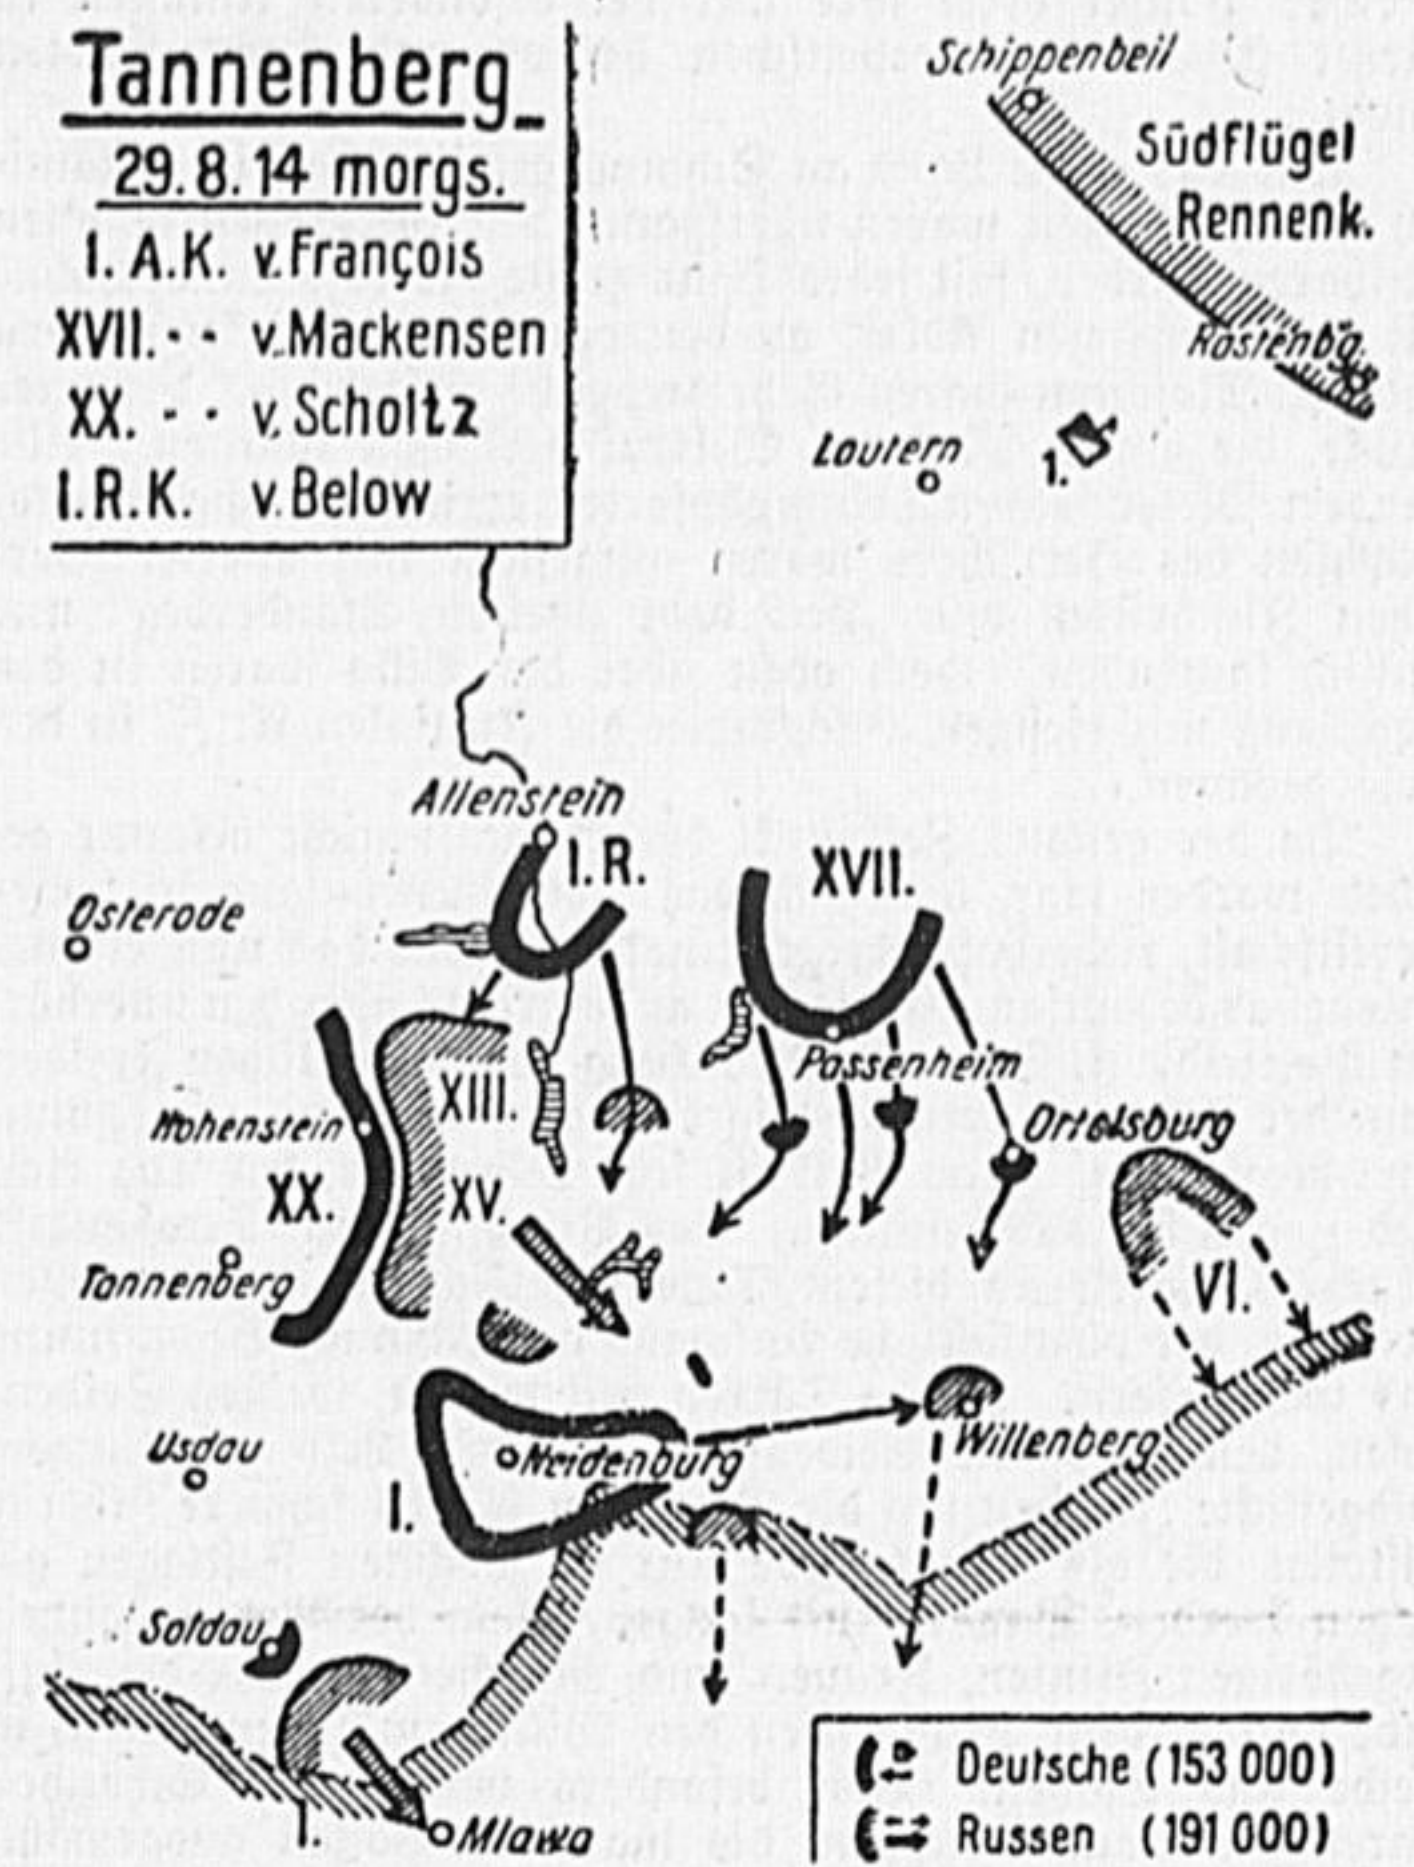 Tannenberg
29.8.14 morgs.
I. A.K. v. François
XVII. - - v. Mackensen
XX. - - v. Scholtz
I.R.K. v. Below
Schippenbeil
Südflügel
Rennenk.
Rastenbg.
Lautern
1.
Allenstein
I.R.
XVII.
Osterode
Passenheim
XIII.
Hohenstein
Ortelsburg
XX.
XV.
Tannenberg
VI.
Usdau
Neidenburg
Willenberg
I.
Soldau
I.
Mlawa
Deutsche (153 000)
Russen (191 000)